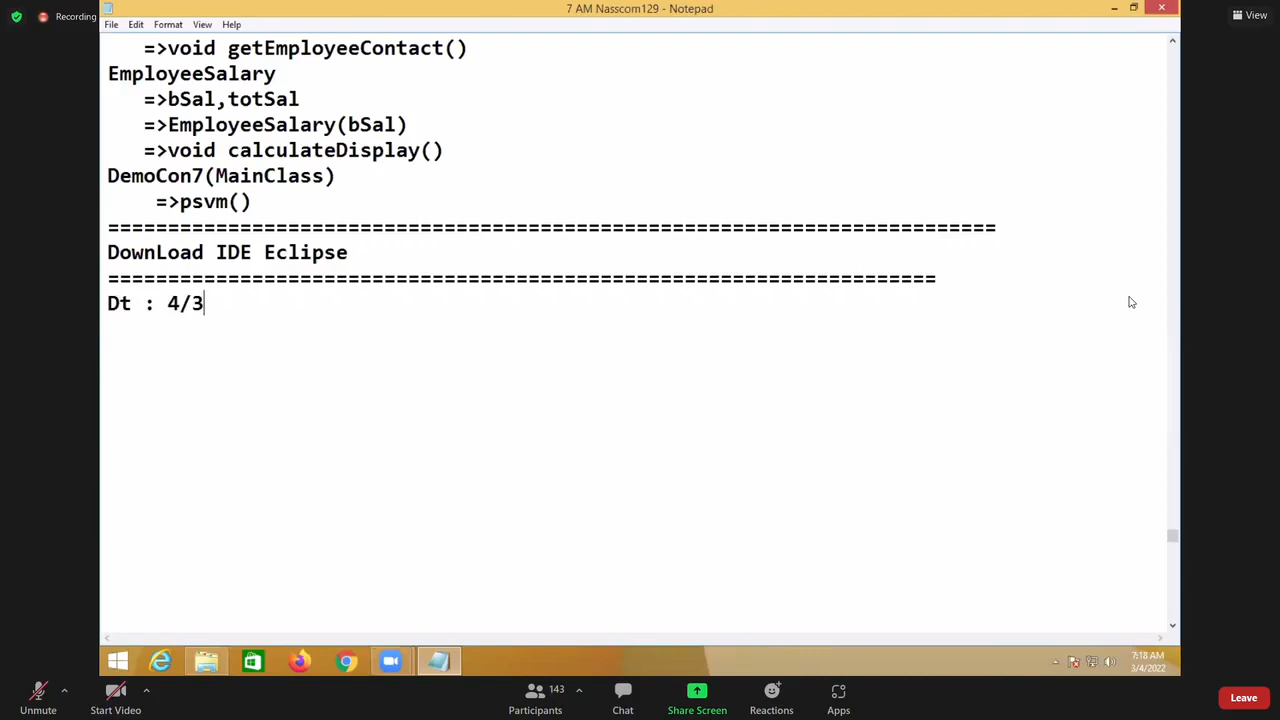 Recording
7 AM Nasscom129 - Notepad
View
File Edit Format View Help
=>void getEmployeeContact()
EmployeeSalary
=>bSal,totSal
=>EmployeeSalary(bSal)
=>void calculateDisplay()
DemoCon7(MainClass)
=>psvm()
==========================================================================
DownLoad IDE Eclipse
=====================================================================
Dt : 4/3
7:18 AM
3/4/2022
143
Unmute Start Video Participants Chat Share Screen Reactions Apps Leave